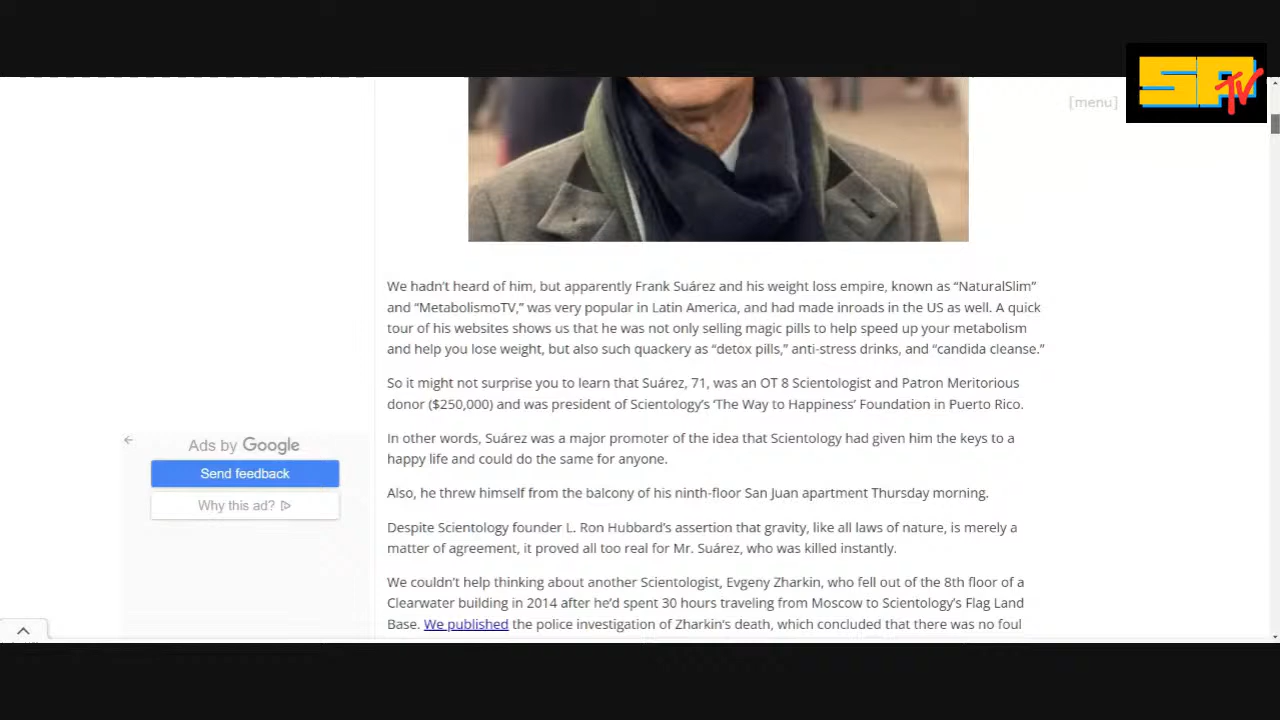 SP
TV
[menu]
We hadn’t heard of him, but apparently Frank Suárez and his weight loss empire, known as “NaturalSlim”
and “MetabolismoTV,” was very popular in Latin America, and had made inroads in the US as well. A quick
tour of his websites shows us that he was not only selling magic pills to help speed up your metabolism
and help you lose weight, but also such quackery as “detox pills,” anti-stress drinks, and “candida cleanse.”
So it might not surprise you to learn that Suárez, 71, was an OT 8 Scientologist and Patron Meritorious
donor ($250,000) and was president of Scientology’s ‘The Way to Happiness’ Foundation in Puerto Rico.
In other words, Suárez was a major promoter of the idea that Scientology had given him the keys to a
happy life and could do the same for anyone.
Also, he threw himself from the balcony of his ninth-floor San Juan apartment Thursday morning.
Despite Scientology founder L. Ron Hubbard’s assertion that gravity, like all laws of nature, is merely a
matter of agreement, it proved all too real for Mr. Suárez, who was killed instantly.
We couldn’t help thinking about another Scientologist, Evgeny Zharkin, who fell out of the 8th floor of a
Clearwater building in 2014 after he’d spent 30 hours traveling from Moscow to Scientology’s Flag Land
Base. We published the police investigation of Zharkin’s death, which concluded that there was no foul
Ads by Google
Send feedback
Why this ad?